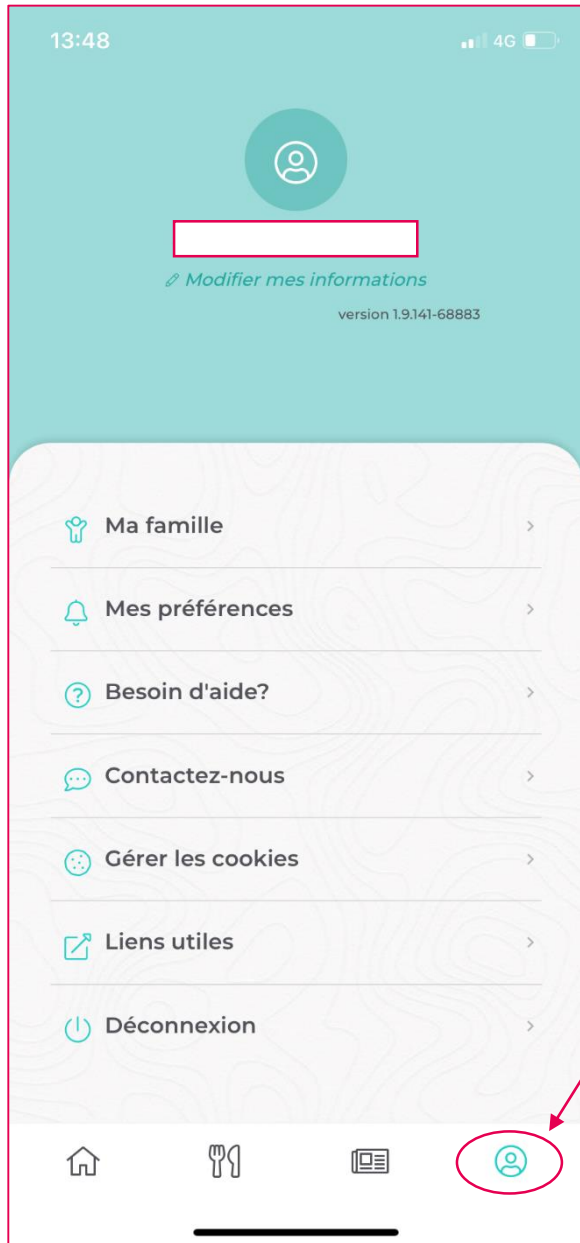 13:48
4G
Modifier mes informations
version 1.9.141-68883
Ma famille
Mes préférences
Besoin d'aide?
Contactez-nous
Gérer les cookies
Liens utiles
Déconnexion